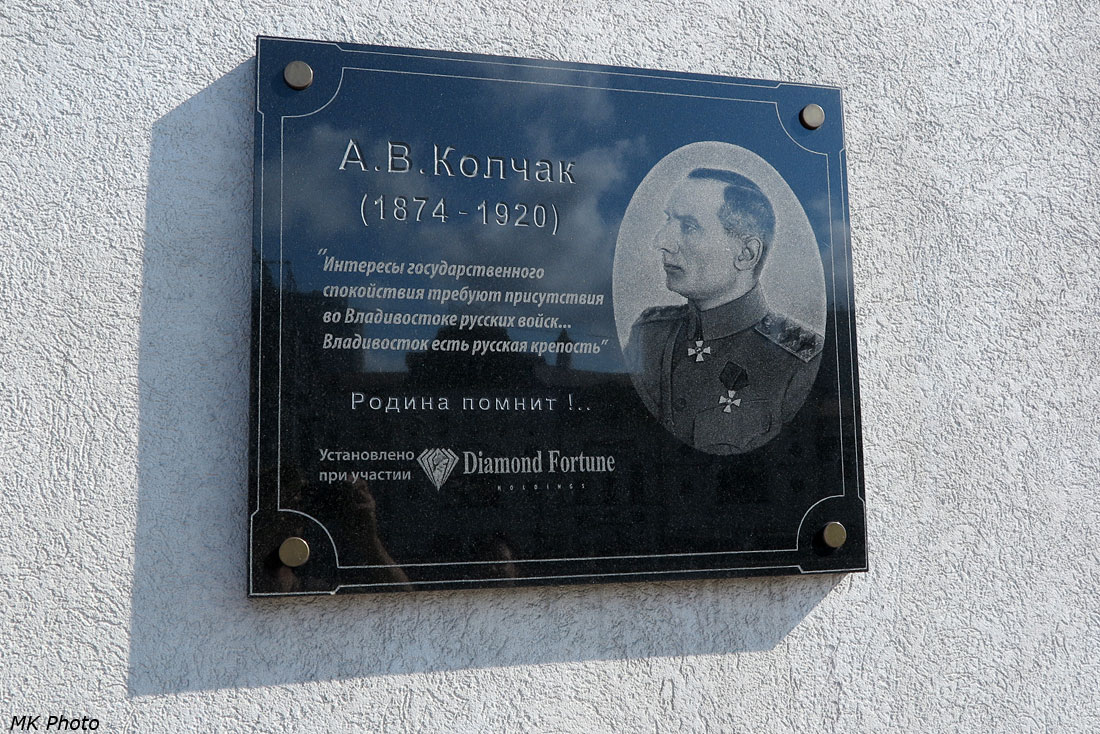 А.В.Колчак
(1874 - 1920)
"Интересы государственного
спокойствия требуют присутствия
во Владивостоке русских войск...
Владивосток есть русская крепость"
Родина помнит !..
Установлено
при участии
Diamond Fortune
HOLDINGS
MK Photo